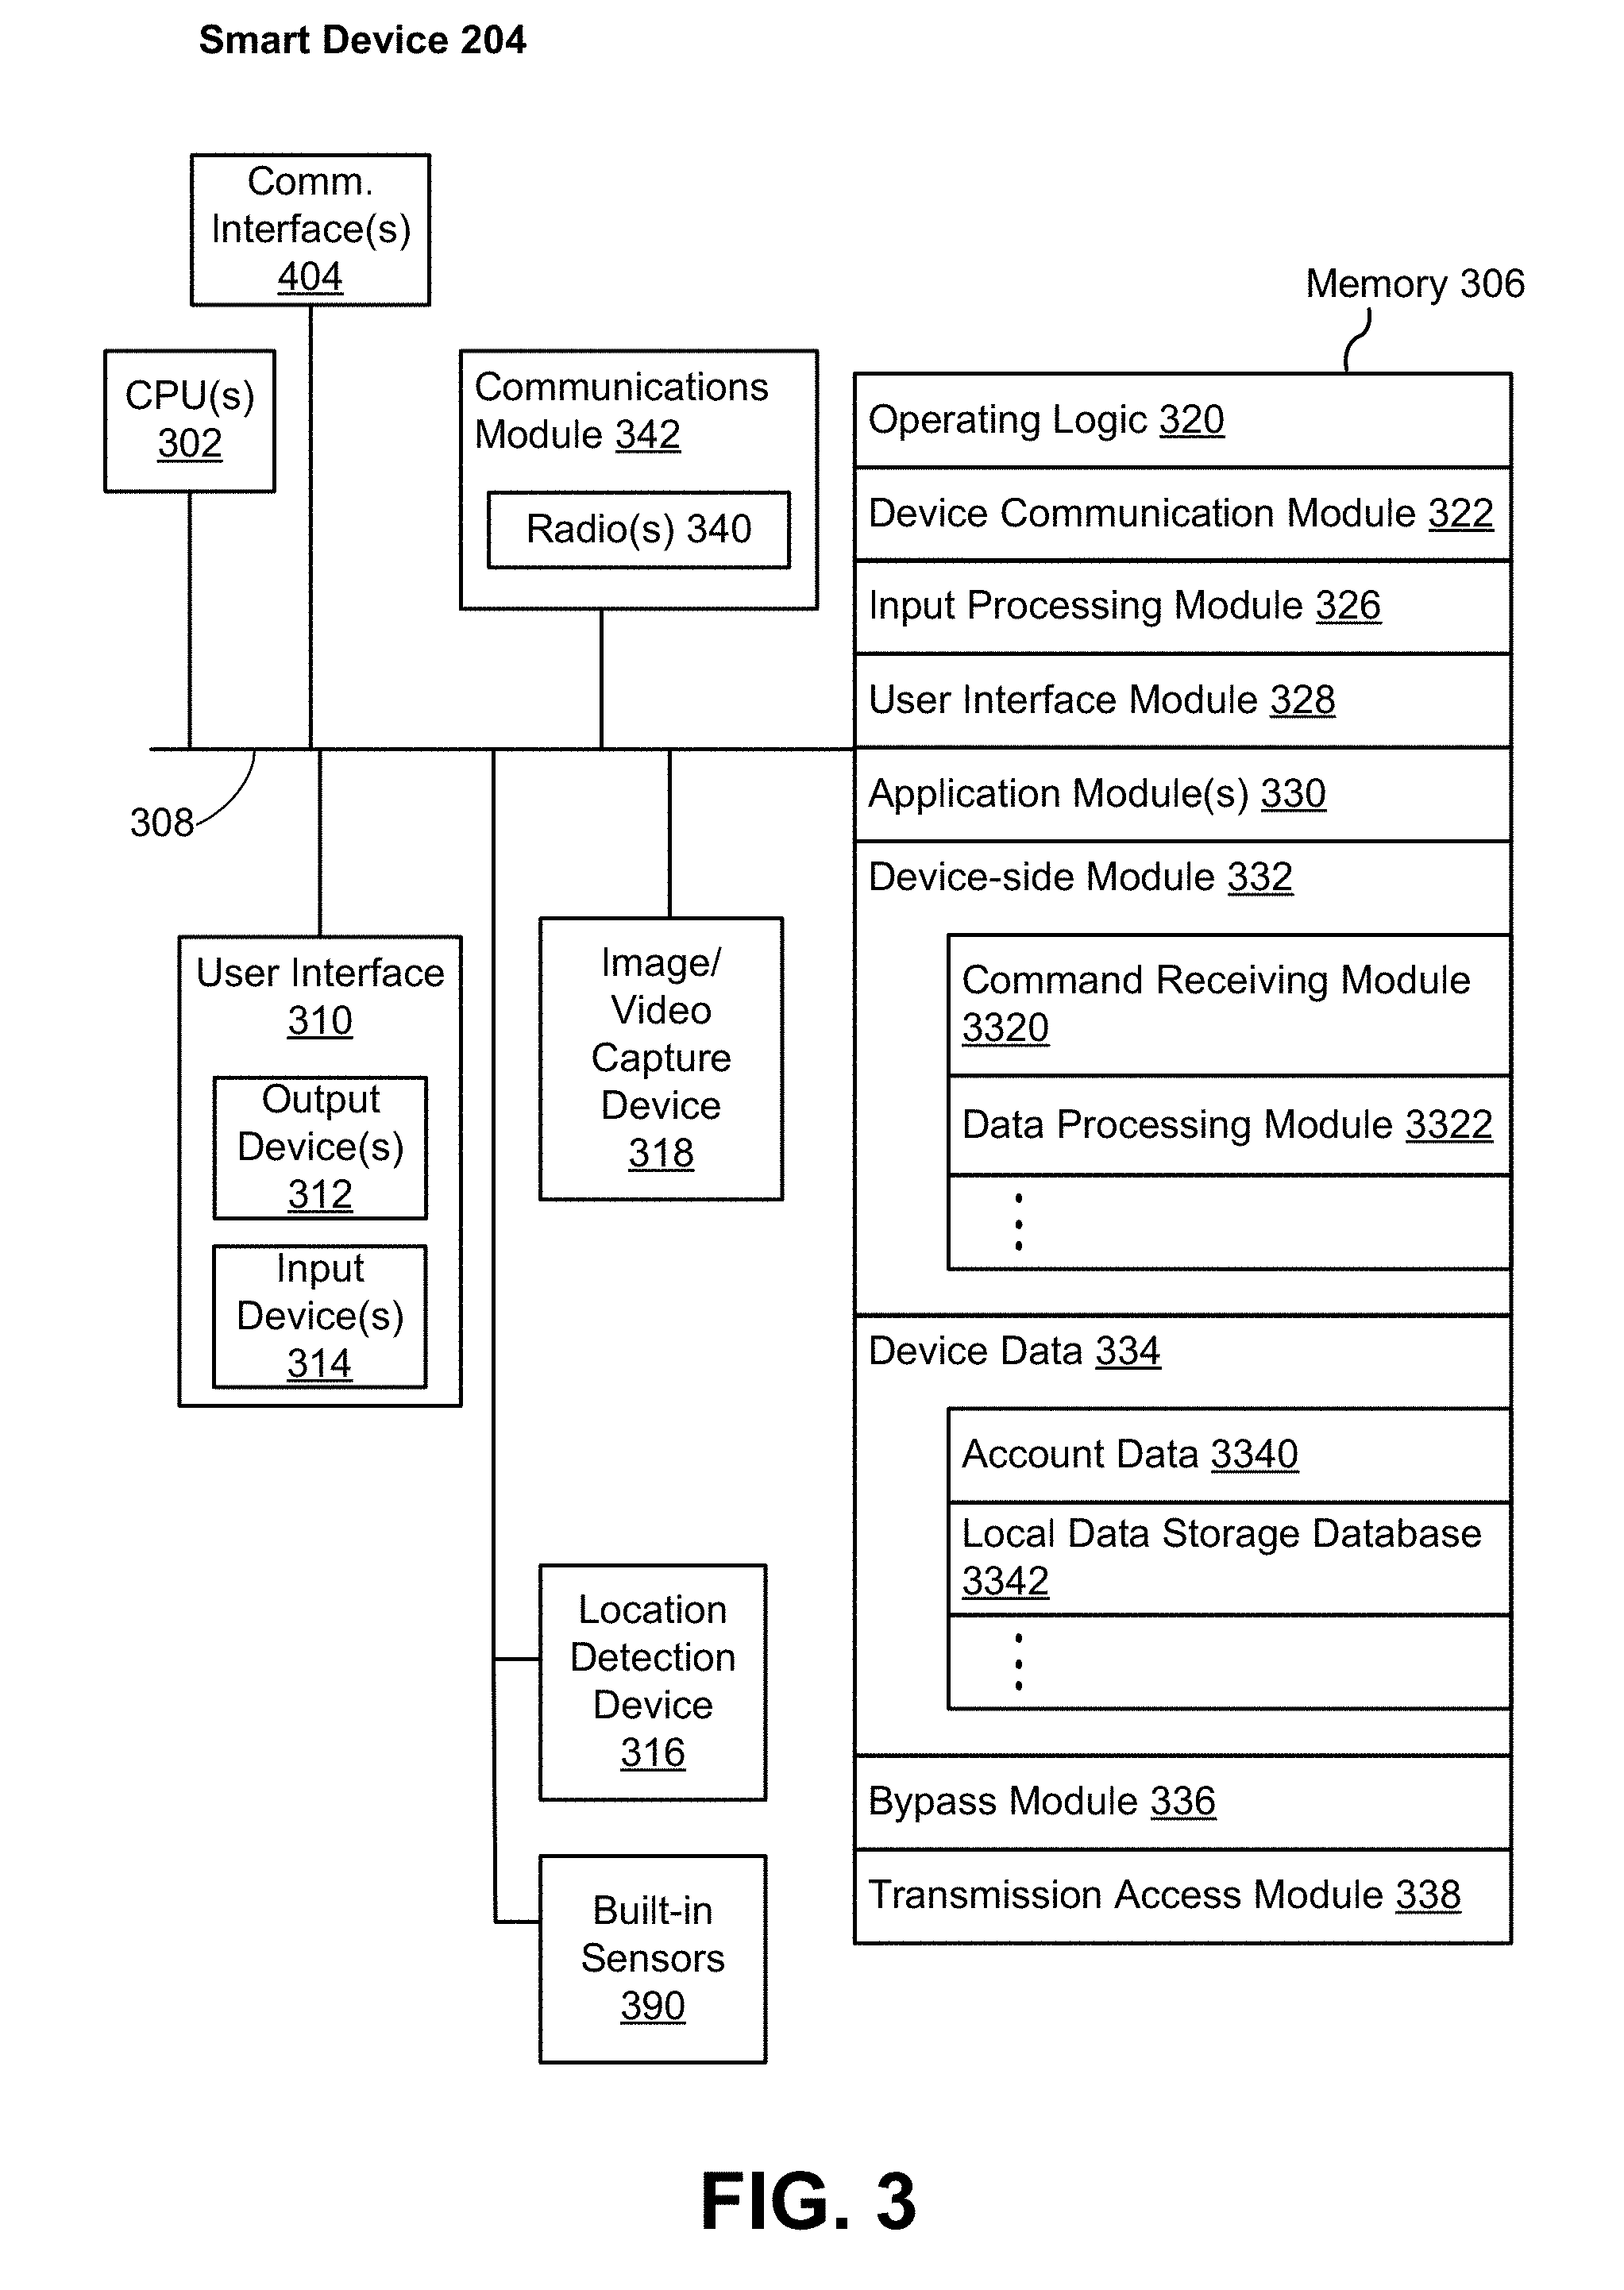 Smart Device 204
Comm.
Interface(s)
404
CPU(s)
302
Communications
Module 342
Radio(s) 340
308
User Interface
310
Output
Device(s)
312
Input
Device(s)
314
Image/
Video
Capture
Device
318
Location
Detection
Device
316
Built-in
Sensors
390
Memory 306
Operating Logic 320
Device Communication Module 322
Input Processing Module 326
User Interface Module 328
Application Module(s) 330
Device-side Module 332
Command Receiving Module
3320
Data Processing Module 3322
Device Data 334
Account Data 3340
Local Data Storage Database
3342
Bypass Module 336
Transmission Access Module 338
FIG. 3